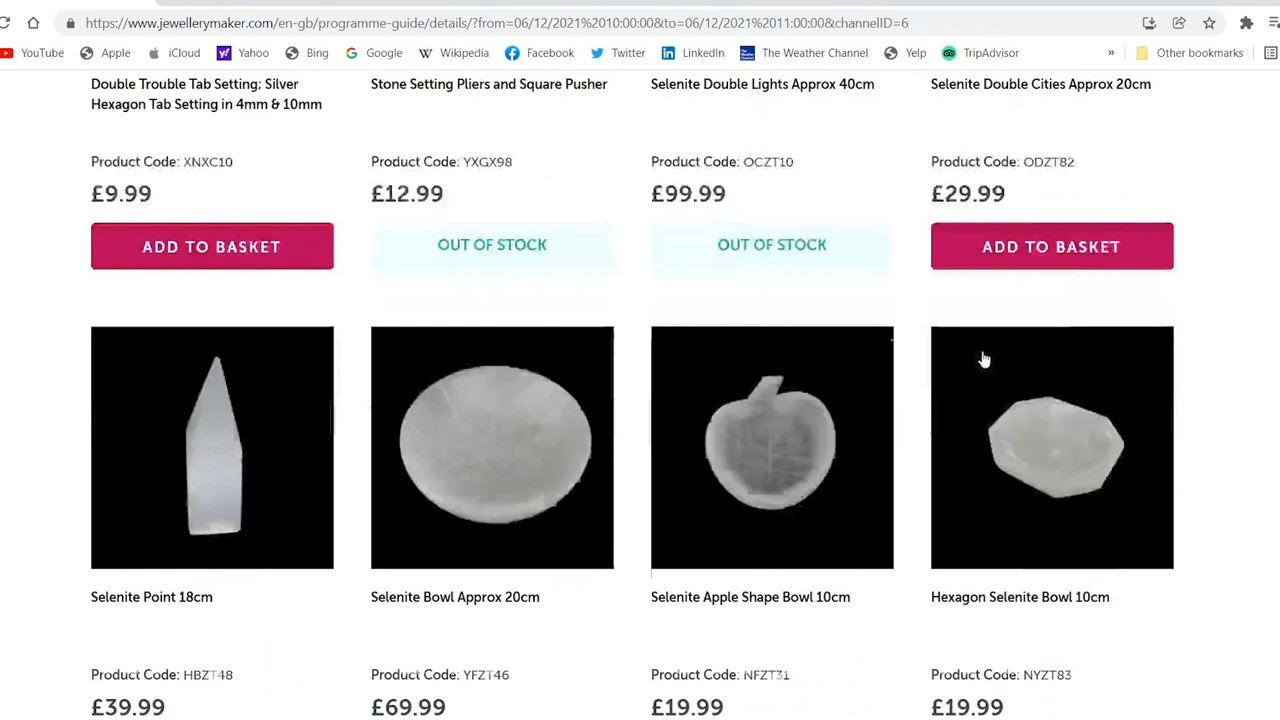 https://www.jewellerymaker.com/en-gb/programme-guide/details/?from=06/12/2021%2010:00:00&to=06/12/2021%2011:00:00&channelID=6
YouTube Apple iCloud Yahoo Bing Google Wikipedia Facebook Twitter LinkedIn The Weather Channel Yelp TripAdvisor » Other bookmarks
Double Trouble Tab Setting; Silver
Hexagon Tab Setting in 4mm & 10mm
Product Code: XNXC10
£9.99
ADD TO BASKET
Stone Setting Pliers and Square Pusher
Product Code: YXGX98
£12.99
OUT OF STOCK
Selenite Double Lights Approx 40cm
Product Code: OCZT10
£99.99
OUT OF STOCK
Selenite Double Cities Approx 20cm
Product Code: ODZT82
£29.99
ADD TO BASKET
Selenite Point 18cm
Product Code: HBZT48
£39.99
Selenite Bowl Approx 20cm
Product Code: YFZT46
£69.99
Selenite Apple Shape Bowl 10cm
Product Code: NFZT31
£19.99
Hexagon Selenite Bowl 10cm
Product Code: NYZT83
£19.99